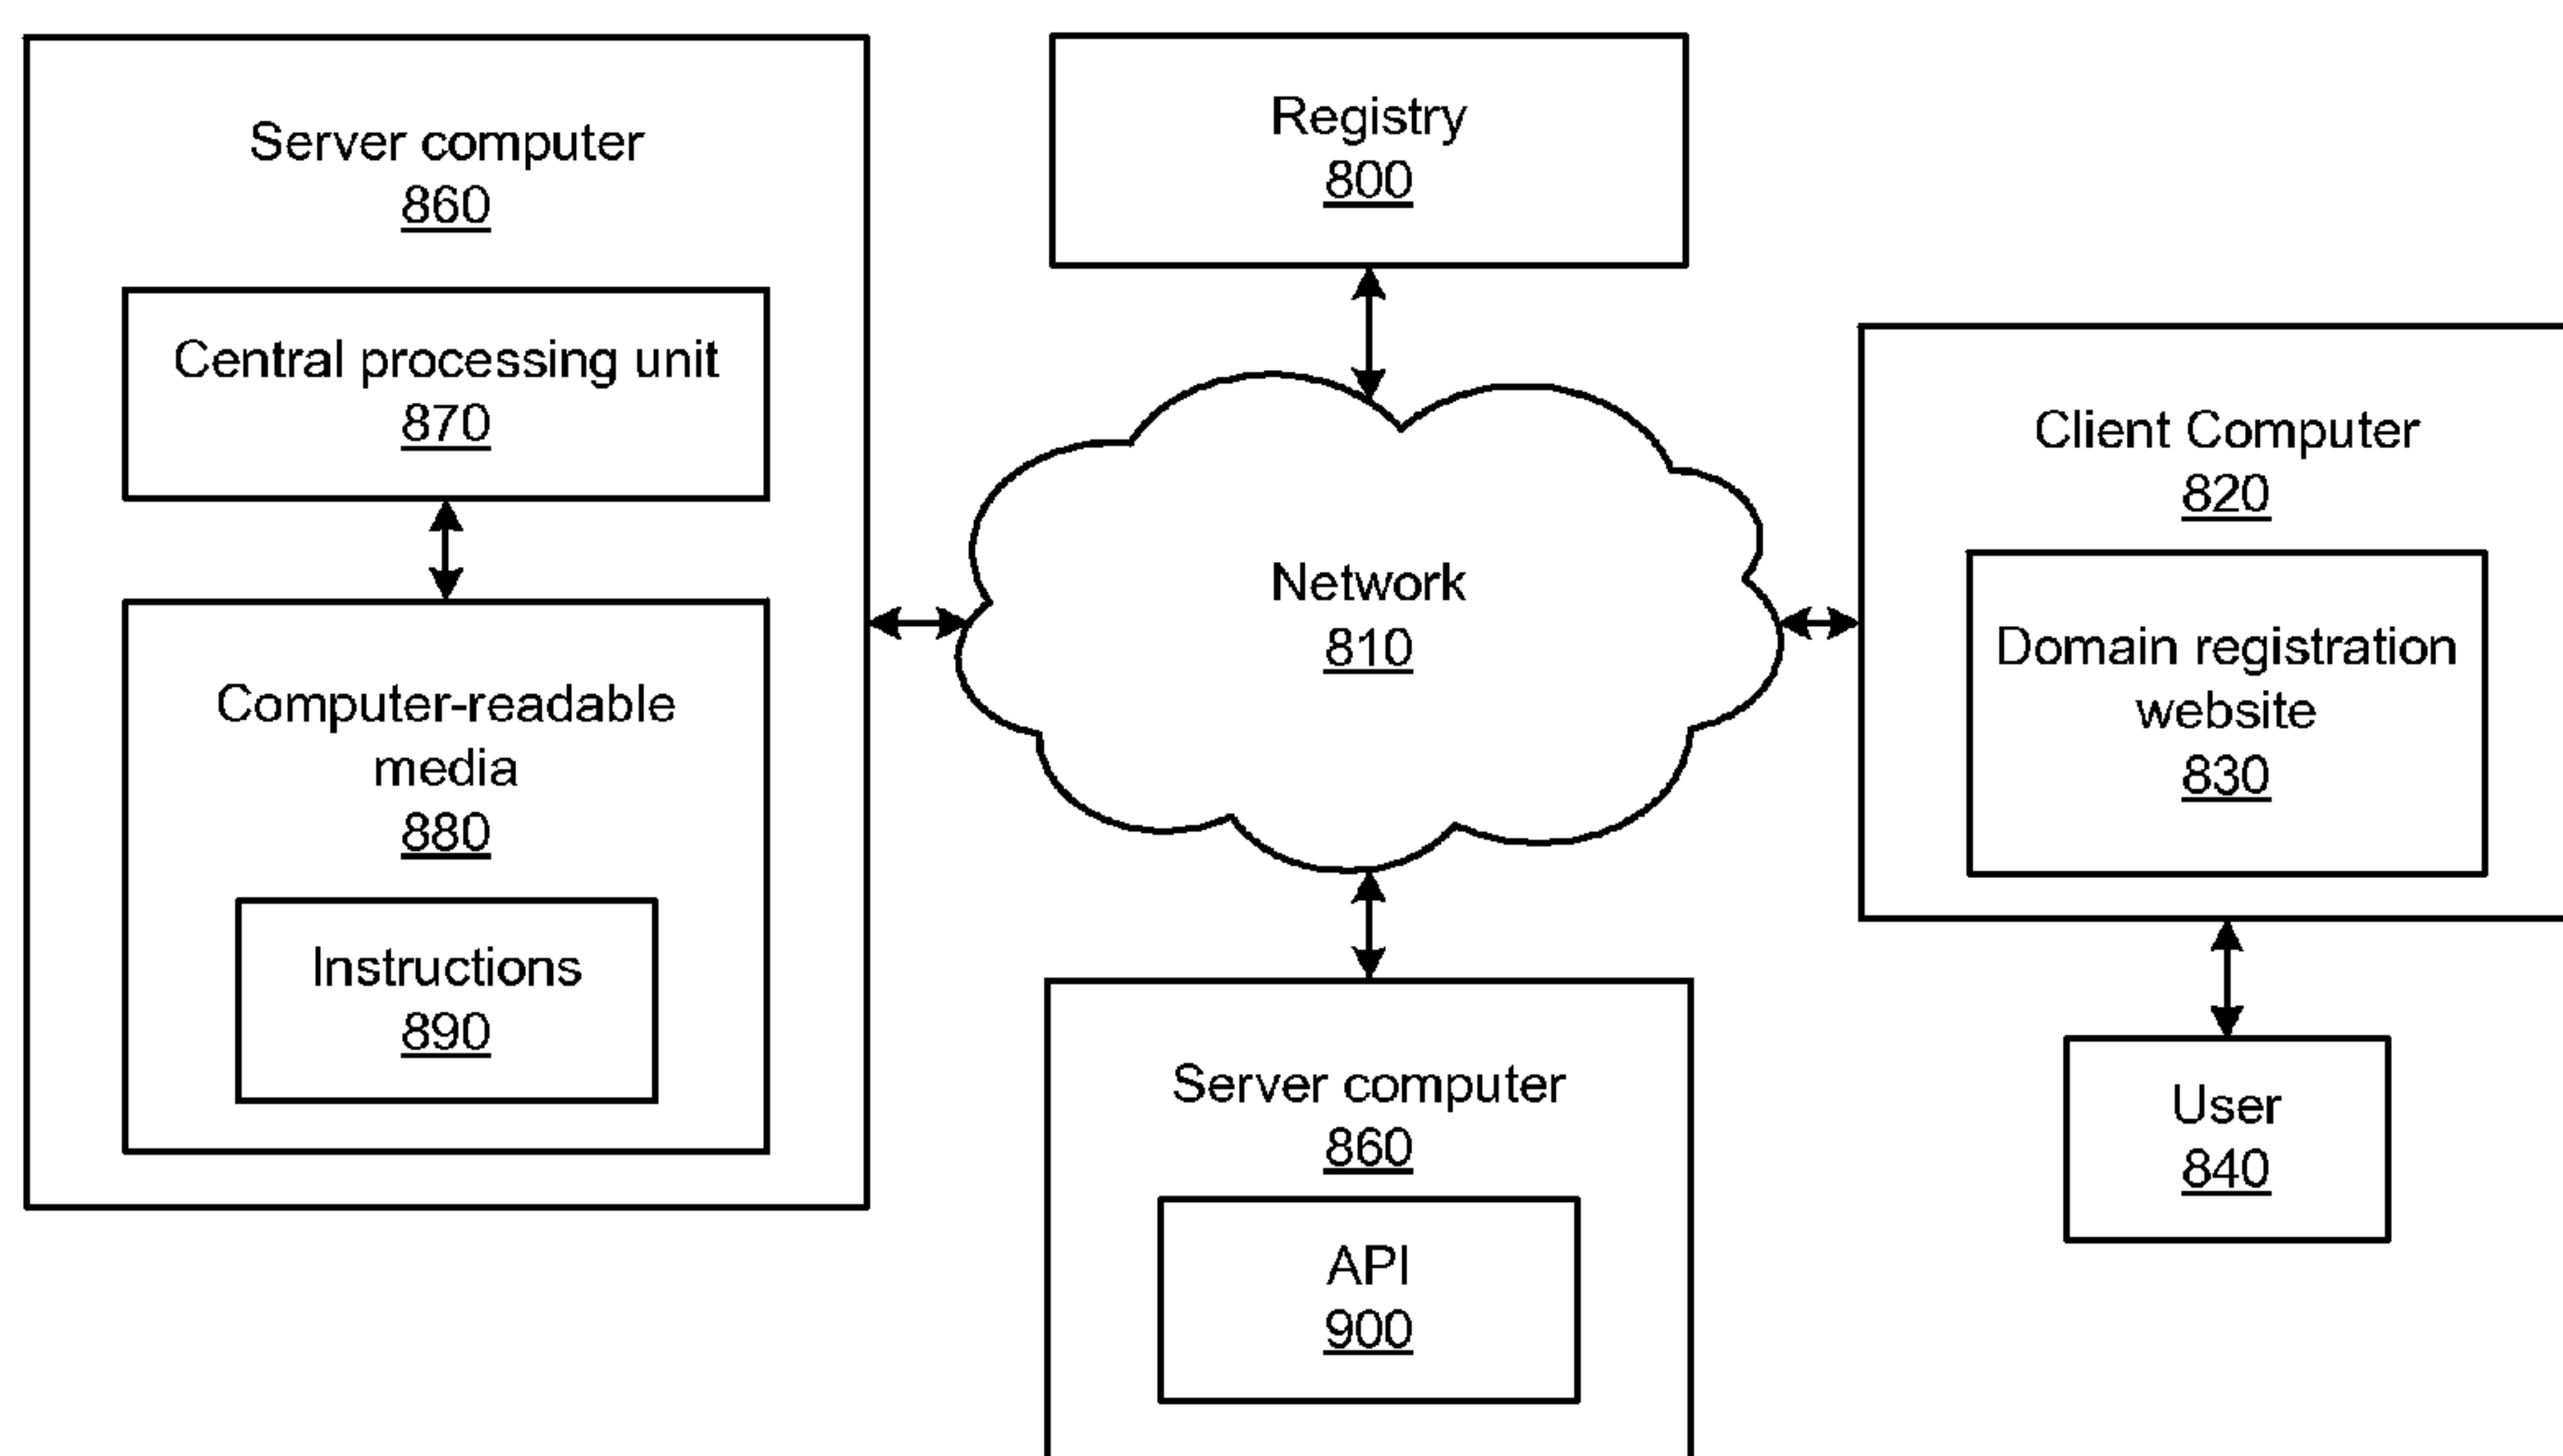 Server computer
860
Central processing unit
870
Computer-readable
media
880
Instructions
890
Registry
800
Network
810
Server computer
860
API
900
Client Computer
820
Domain registration
website
830
User
840